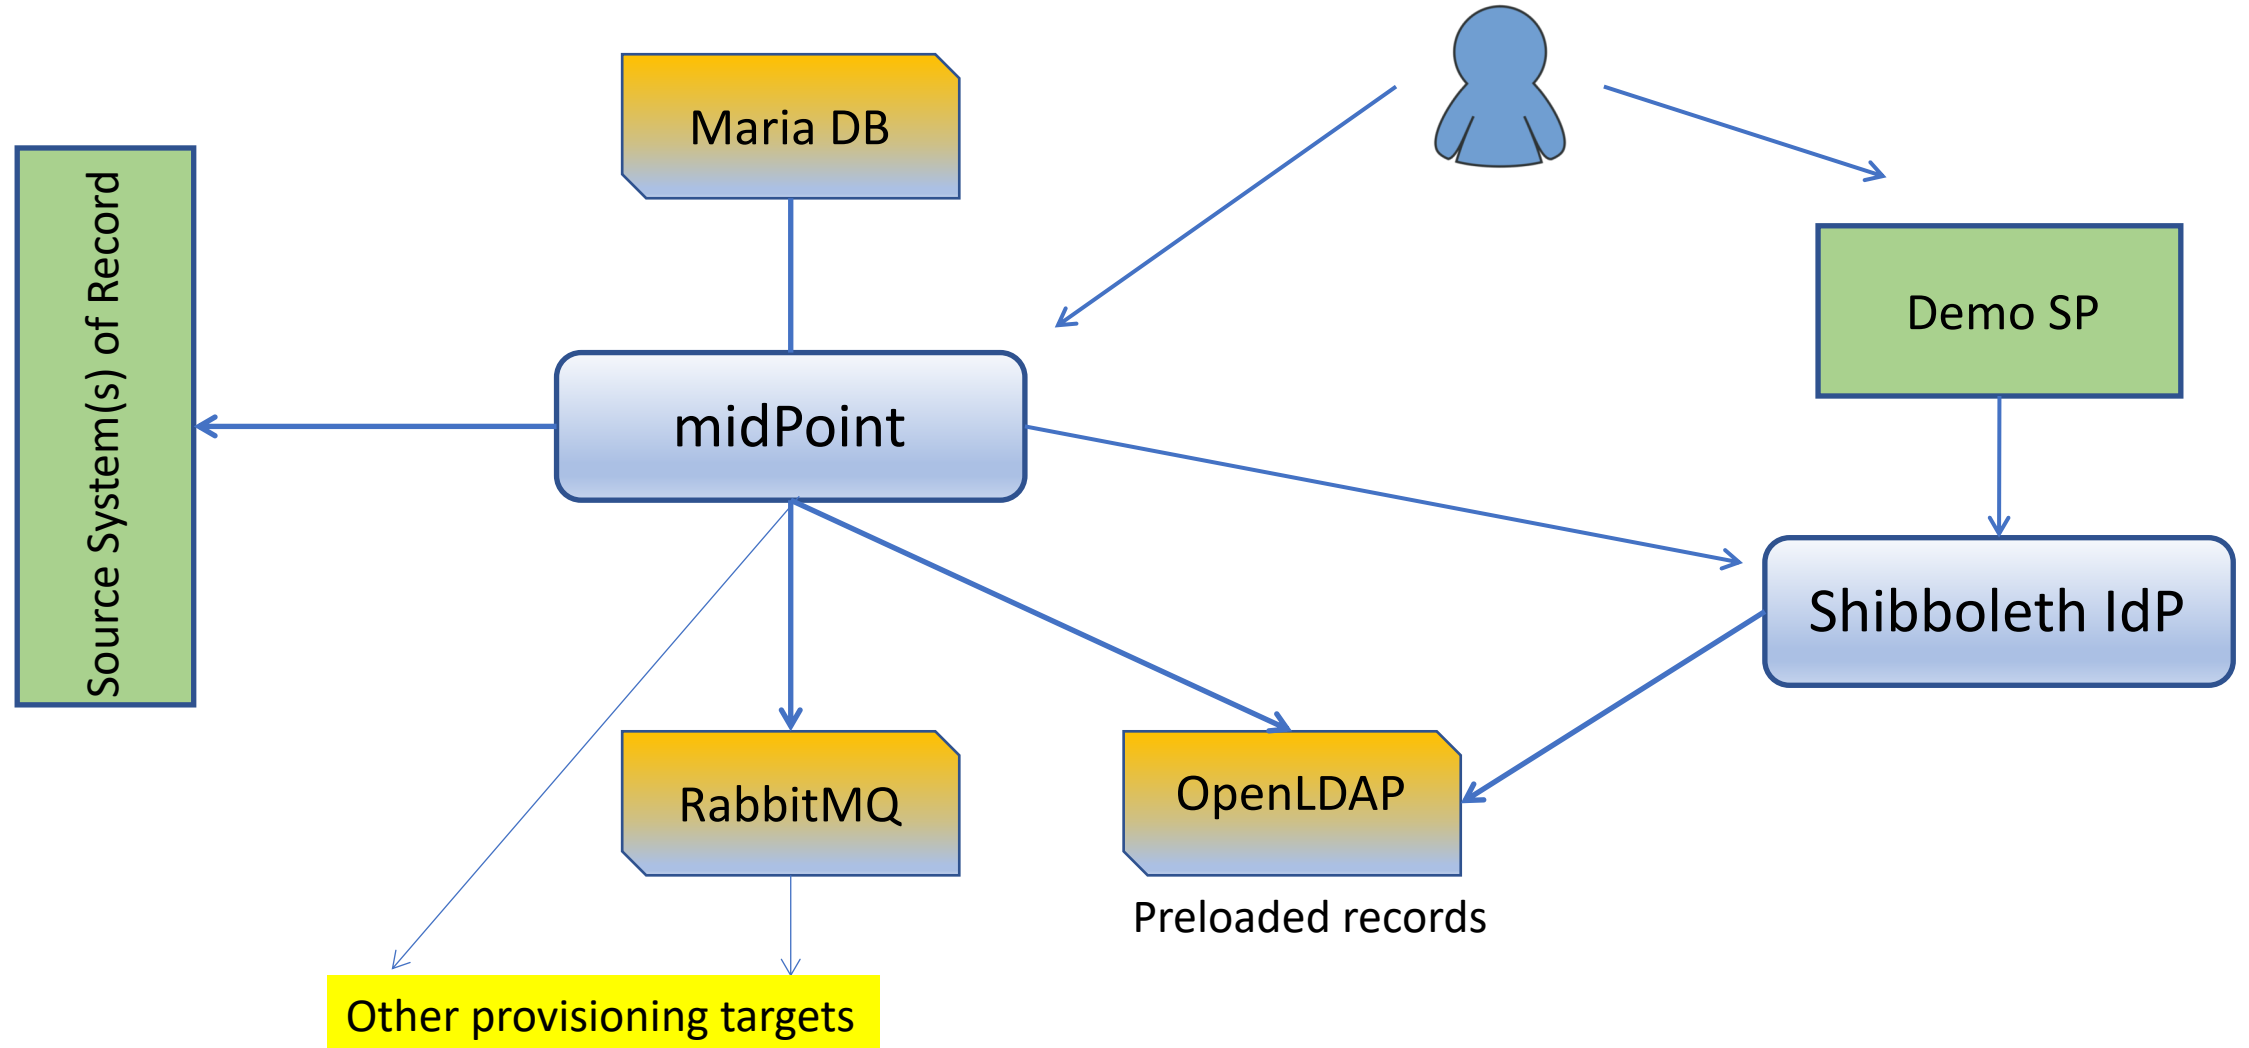 Maria DB
Source System(s) of Record
Demo SP
midPoint
Shibboleth IdP
RabbitMQ
OpenLDAP
Preloaded records
Other provisioning targets